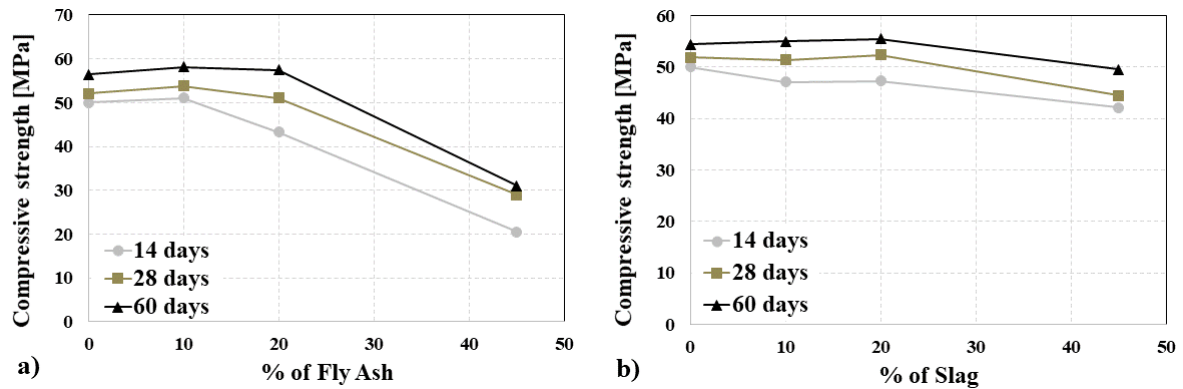 Compressive strength [MPa]
70
60
50
40
30
20
10
0
14 days
28 days
60 days
0 10 20 30 40 50
% of Fly Ash
a)
Compressive strength [MPa]
60
50
40
30
20
10
0
14 days
28 days
60 days
0 10 20 30 40 50
% of Slag
b)